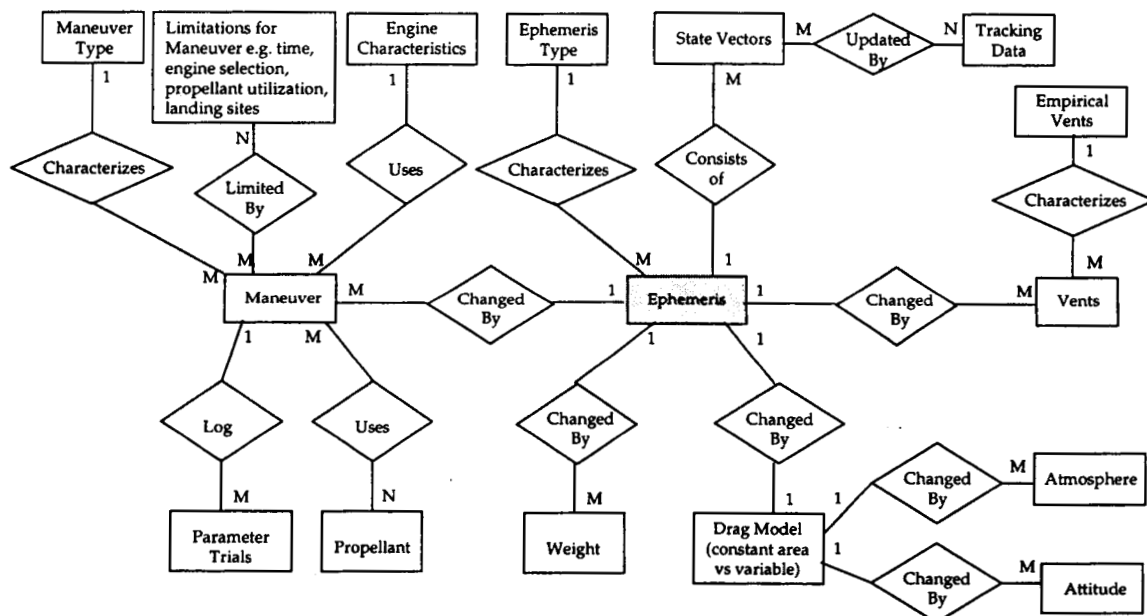 Maneuver
Type
Limitations for
Maneuver e.g. time,
engine selection,
propellant utilization,
landing sites
Engine
Characteristics
Ephemeris
Type
State Vectors
M
Updated
By
N
Tracking
Data
1
N
1
1
M
Empirical
Vents
1
Characterizes
Limited
By
Uses
Characterizes
Consists
of
Characterizes
M
M
M
M
1
M
Maneuver
M
Changed
By
1
Ephemeris
1
Changed
By
M
Vents
1
M
1
1
Log
Uses
Changed
By
Changed
By
M
N
M
1
Parameter
Trials
Propellant
Weight
Drag Model
(constant area
vs variable)
1
Changed
By
M
Atmosphere
1
Changed
By
M
Attitude